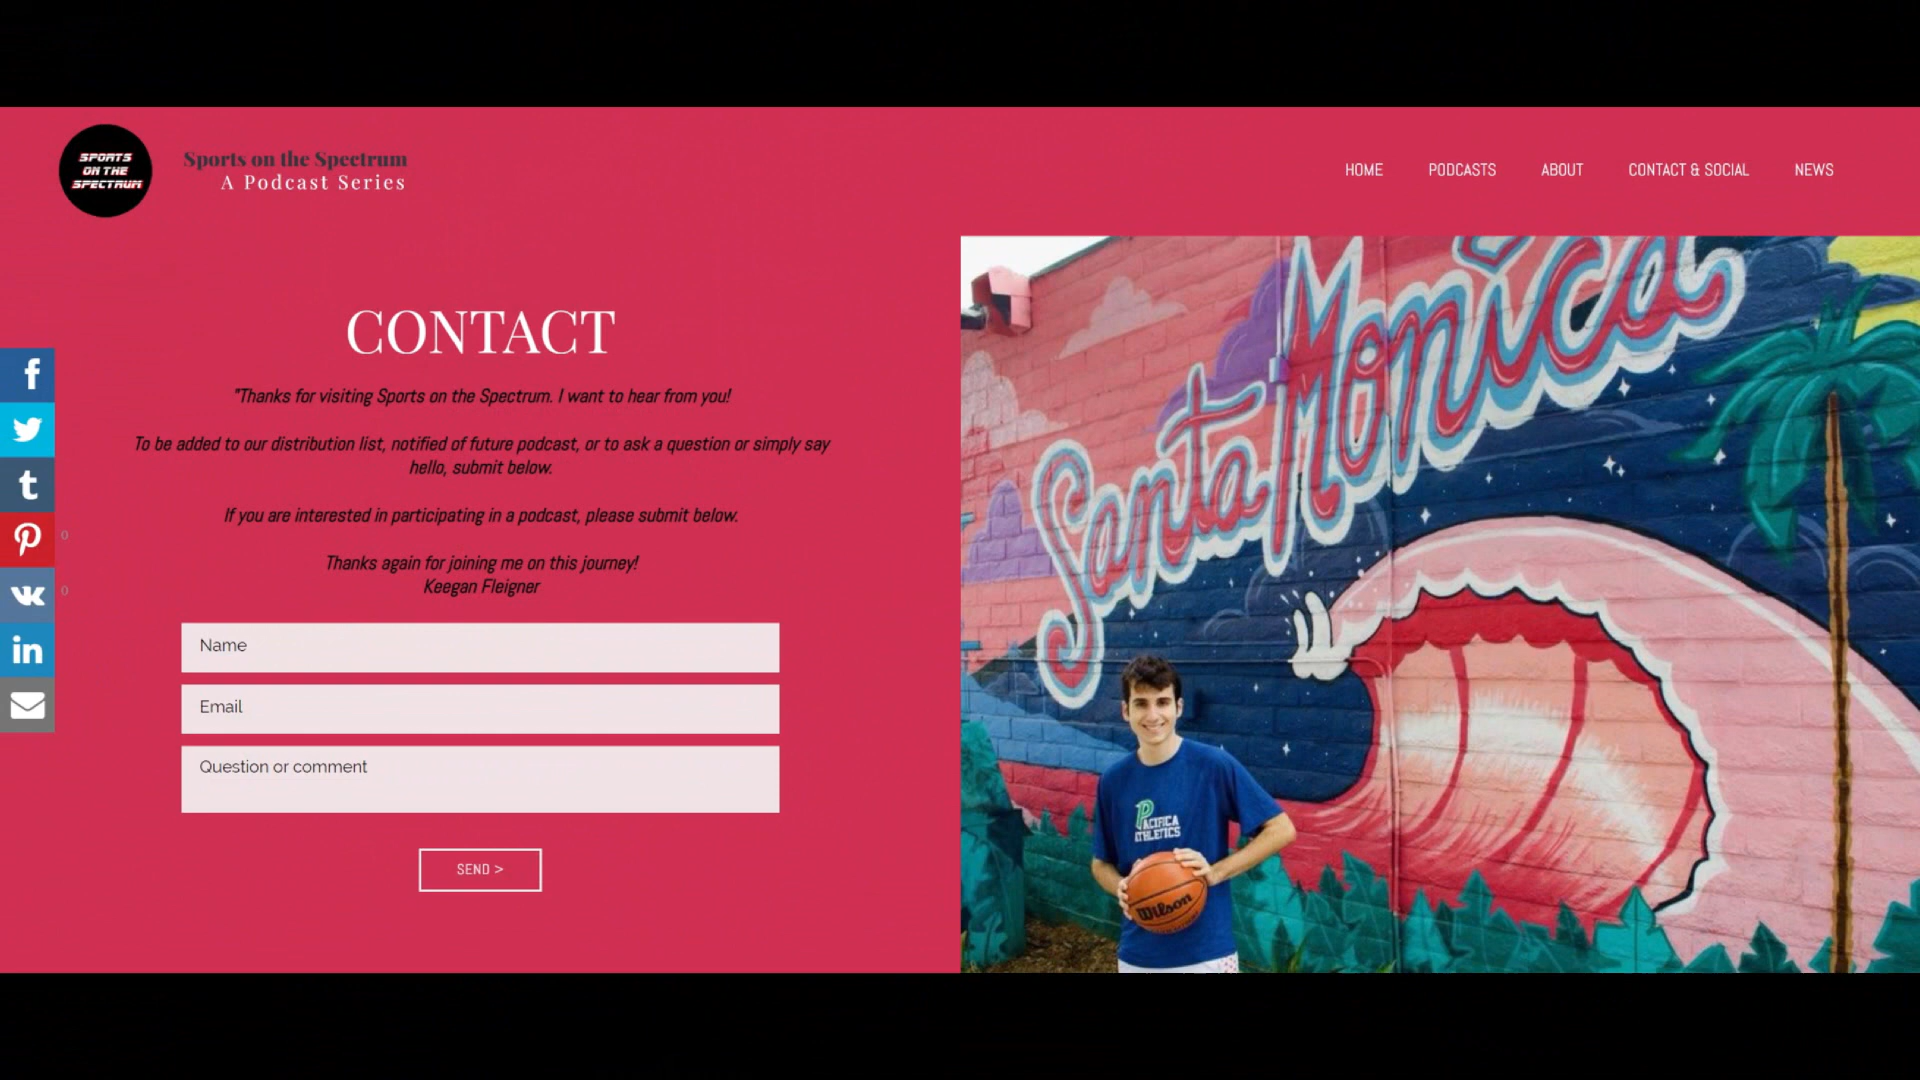 SPORTS
ON THE
SPECTRUM
Sports on the Spectrum
A Podcast Series
HOME PODCASTS ABOUT CONTACT & SOCIAL NEWS
CONTACT
"Thanks for visiting Sports on the Spectrum. I want to hear from you!
To be added to our distribution list, notified of future podcast, or to ask a question or simply say
hello, submit below.
If you are interested in participating in a podcast, please submit below.
Thanks again for joining me on this journey!
Keegan Fleigner
0
0
Name
Email
Question or comment
SEND >
Santa Monica
PACIFICA
ATHLETICS
Wilson